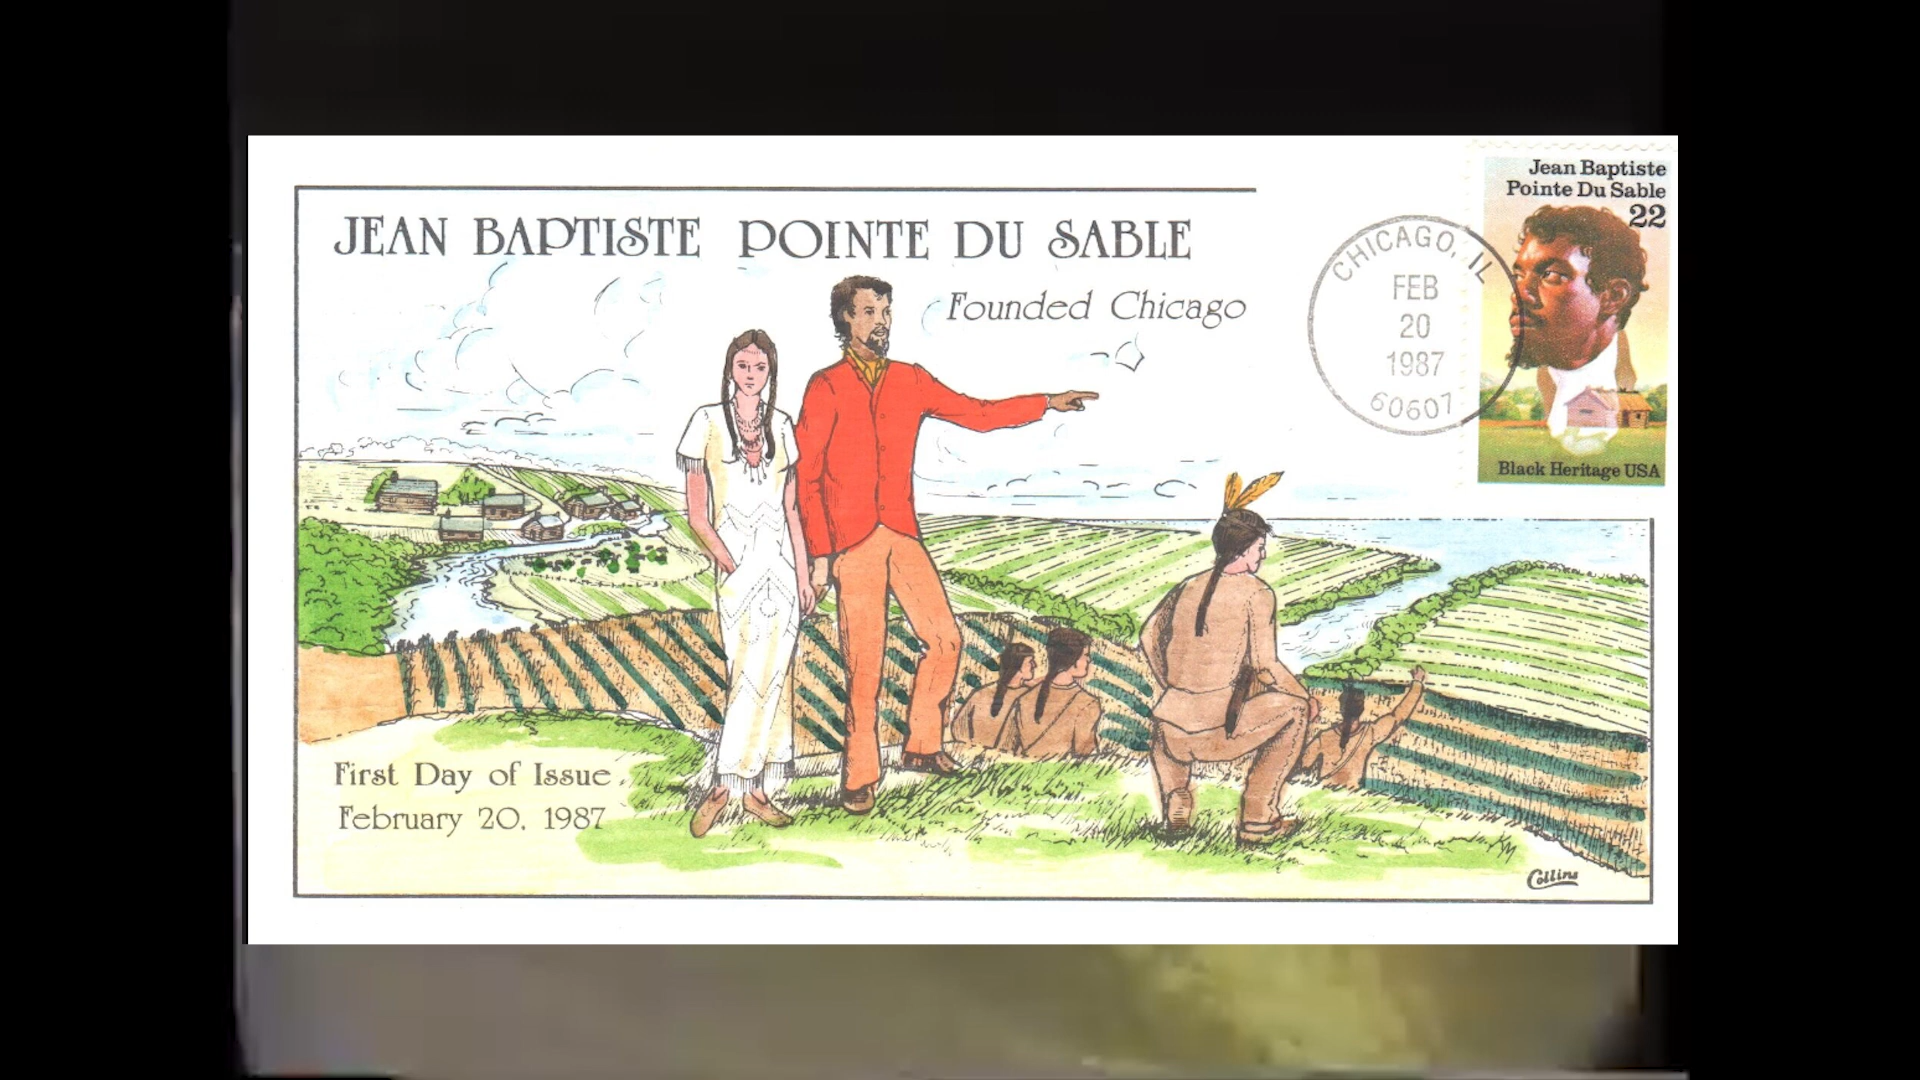 JEAN BAPTISTE POINTE DU SABLE
Founded Chicago
Jean Baptiste
Pointe Du Sable
22
CHICAGO, IL
FEB
20
1987
60607
Black Heritage USA
First Day of Issue
February 20, 1987
Collins